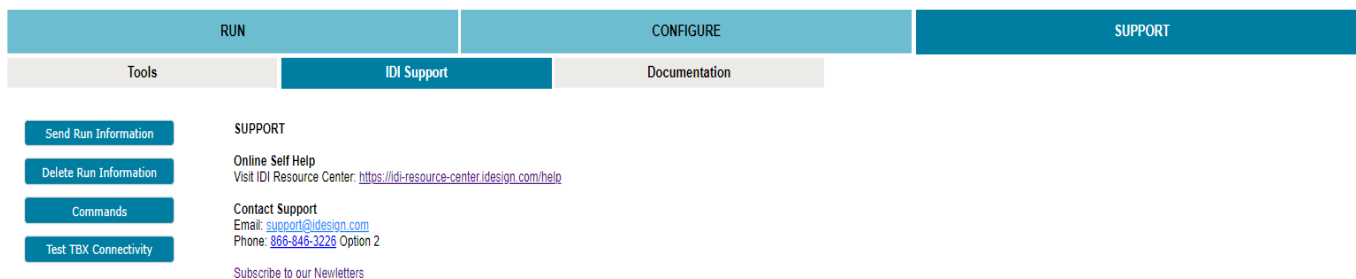 RUN
CONFIGURE
SUPPORT
Tools
IDI Support
Documentation
Send Run Information
Delete Run Information
Commands
Test TBX Connectivity
SUPPORT
Online Self Help
Visit IDI Resource Center: https://idi-resource-center.idesign.com/help
Contact Support
Email: support@idesign.com
Phone: 866-846-3226 Option 2
Subscribe to our Newletters